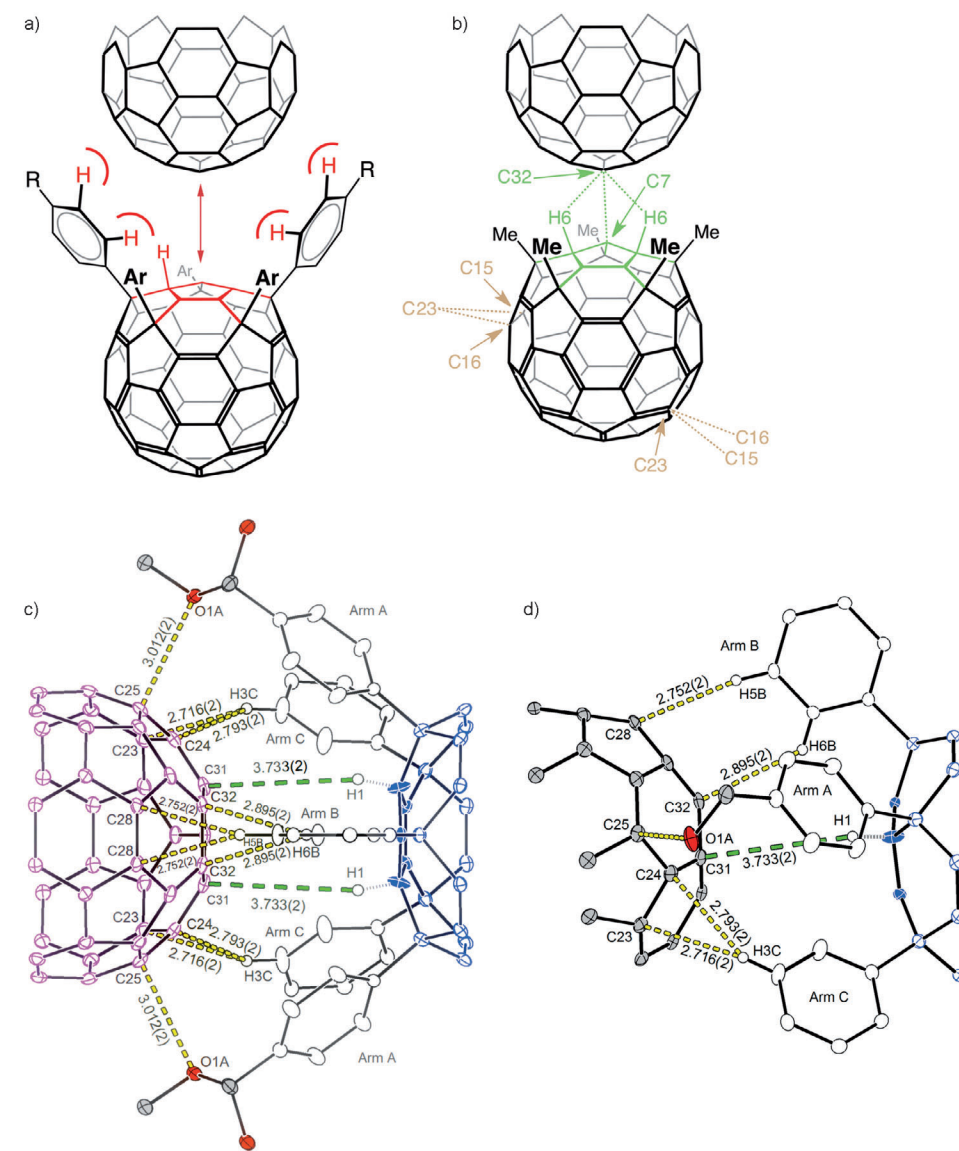 a)
R
H
H
H
Ar
Ar
Ar
H
H
R
b)
C32
C7
H6
H6
Me
Me
Me
Me
Me
C15
C23
C16
C16
C15
C23
c)
O1A
Arm A
3.012(2)
C25
2.716(2)
H3C
C23
C24
2.793(2)
Arm C
C31
3.733(2)
C32
H1
C28
2.752(2)
2.895(2)
Arm B
H5B
H6B
C28
2.752(2)
2.895(2)
C32
H1
C31
3.733(2)
C23
C24
2.793(2)
Arm C
2.716(2)
H3C
C25
3.012(2)
Arm A
O1A
d)
Arm B
2.752(2)
H5B
C28
H6B
2.895(2)
Arm A
C32
H1
C25
O1A
3.733(2)
C31
C24
2.793(2)
C23
H3C
2.716(2)
Arm C